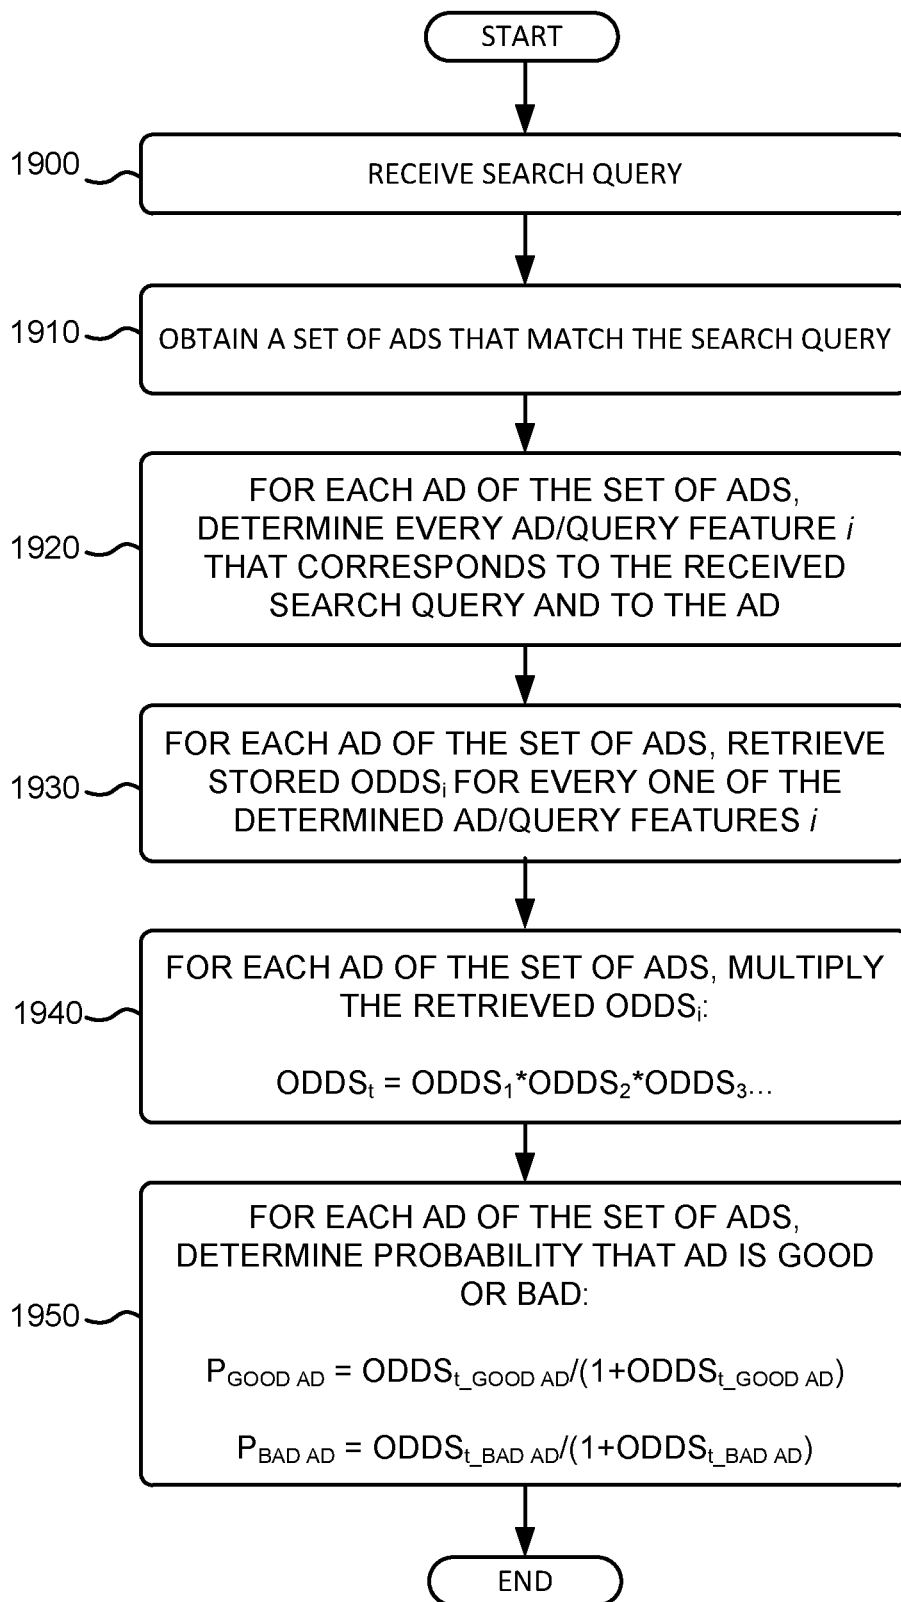 START
1900
RECEIVE SEARCH QUERY
1910
OBTAIN A SET OF ADS THAT MATCH THE SEARCH QUERY
1920
FOR EACH AD OF THE SET OF ADS,
DETERMINE EVERY AD/QUERY FEATURE i
THAT CORRESPONDS TO THE RECEIVED
SEARCH QUERY AND TO THE AD
1930
FOR EACH AD OF THE SET OF ADS, RETRIEVE
STORED ODDSi FOR EVERY ONE OF THE
DETERMINED AD/QUERY FEATURES i
1940
FOR EACH AD OF THE SET OF ADS, MULTIPLY
THE RETRIEVED ODDSi:
ODDSt = ODDS1*ODDS2*ODDS3...
1950
FOR EACH AD OF THE SET OF ADS,
DETERMINE PROBABILITY THAT AD IS GOOD
OR BAD:
PGOOD AD = ODDSt_GOOD AD/(1+ODDSt_GOOD AD)
PBAD AD = ODDSt_BAD AD/(1+ODDSt_BAD AD)
END